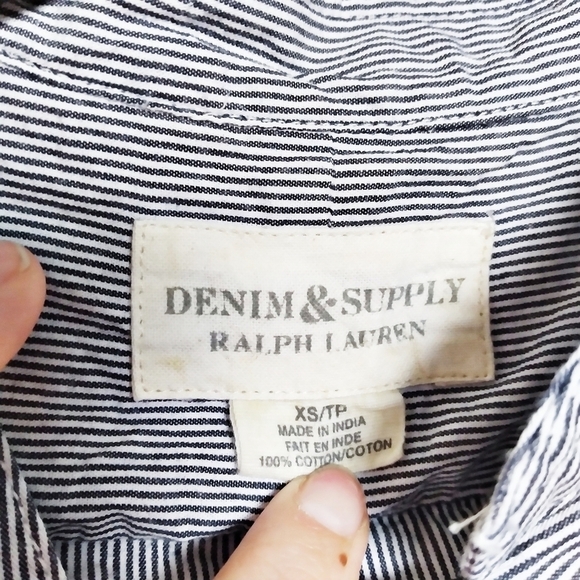 DENIM & SUPPLY
RALPH LAUREN
XS/TP
MADE IN INDIA
FAIT EN INDE
100% COTTON/COTON